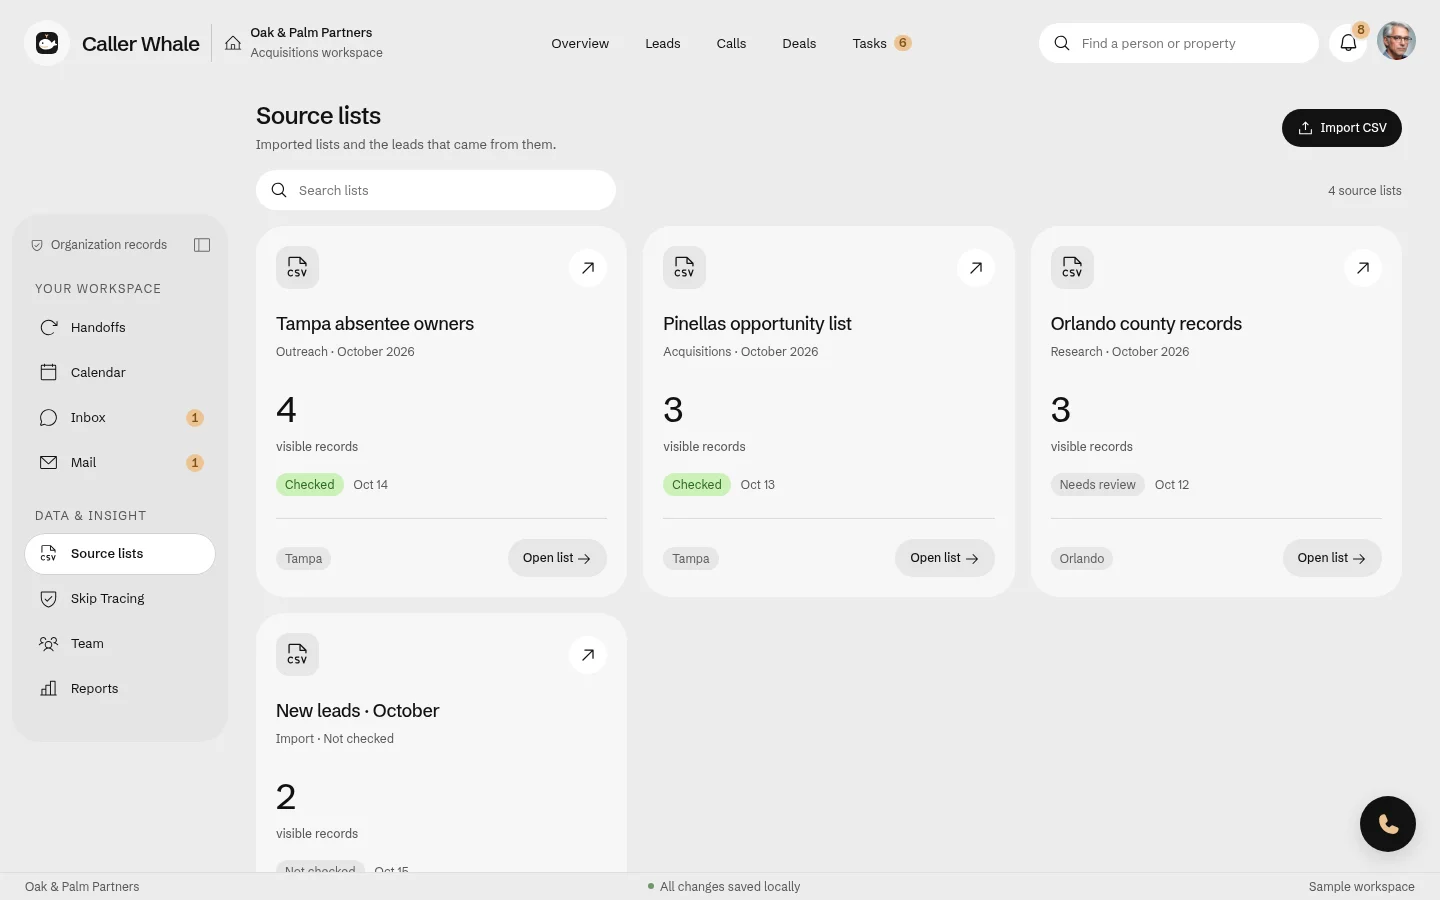 Caller Whale
Oak & Palm Partners
Acquisitions workspace
Overview
Leads
Calls
Deals
Tasks 6
Find a person or property
8
Source lists
Imported lists and the leads that came from them.
Import CSV
Search lists
4 source lists
Organization records
YOUR WORKSPACE
Handoffs
Calendar
Inbox 1
Mail 1
DATA & INSIGHT
CSV Source lists
Skip Tracing
Team
Reports
CSV
Tampa absentee owners
Outreach · October 2026
4
visible records
Checked Oct 14
Tampa
Open list →
CSV
Pinellas opportunity list
Acquisitions · October 2026
3
visible records
Checked Oct 13
Tampa
Open list →
CSV
Orlando county records
Research · October 2026
3
visible records
Needs review Oct 12
Orlando
Open list →
CSV
New leads · October
Import · Not checked
2
visible records
Not checked Oct 15
Oak & Palm Partners
All changes saved locally
Sample workspace